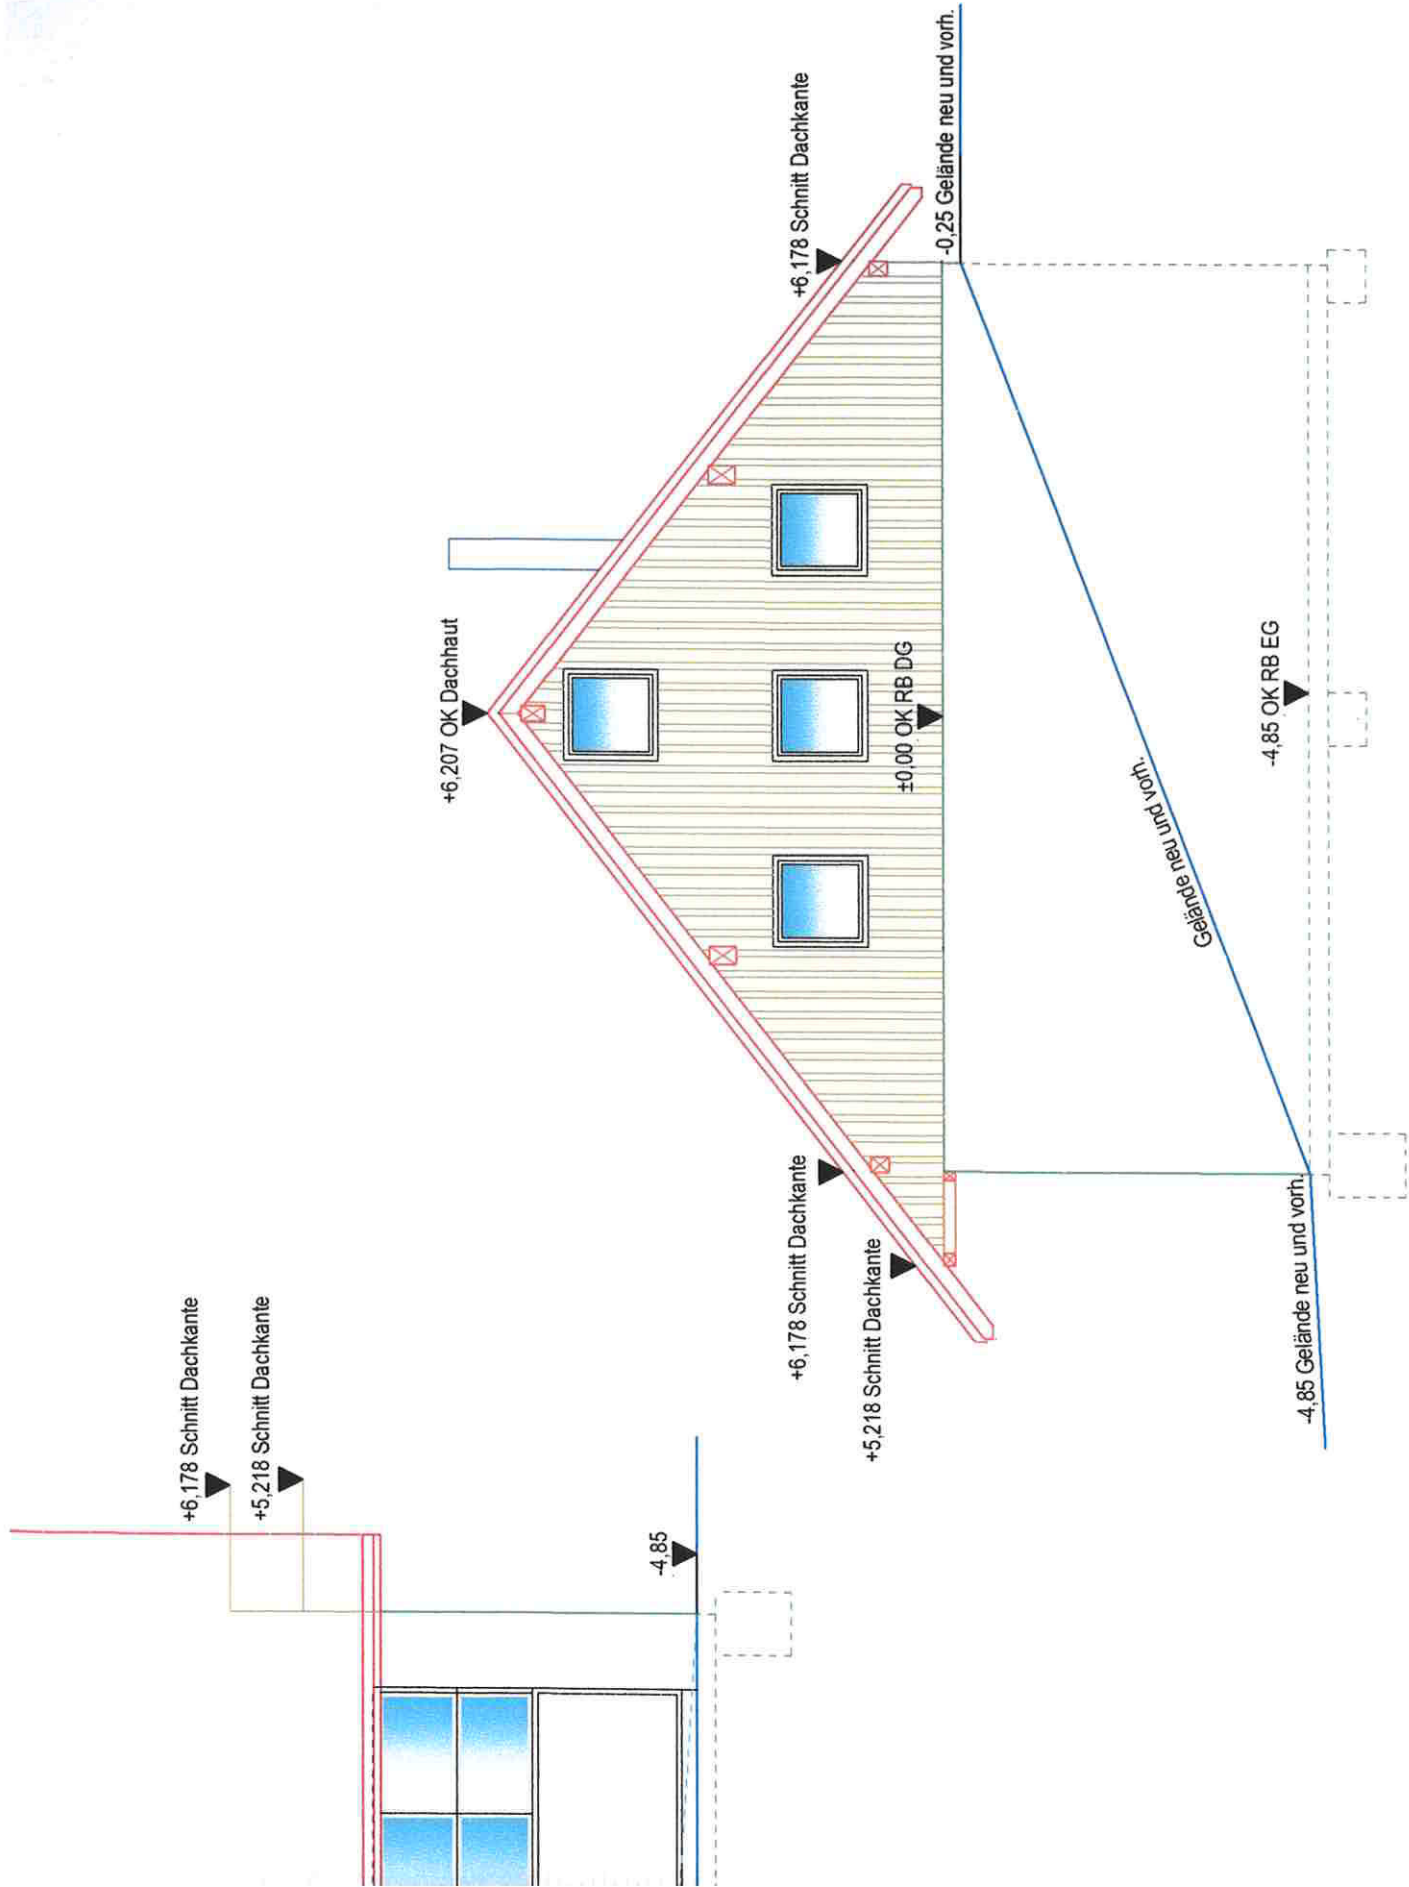 +6,178 Schnitt Dachkante
+5,218 Schnitt Dachkante
-4,85
+6,207 OK Dachhaut
+6,178 Schnitt Dachkante
-0,25 Gelände neu und vorh.
±0,00 OK RB DG
+6,178 Schnitt Dachkante
+5,218 Schnitt Dachkante
Gelände neu und vorh.
-4,85 OK RB EG
-4,85 Gelände neu und vorh.